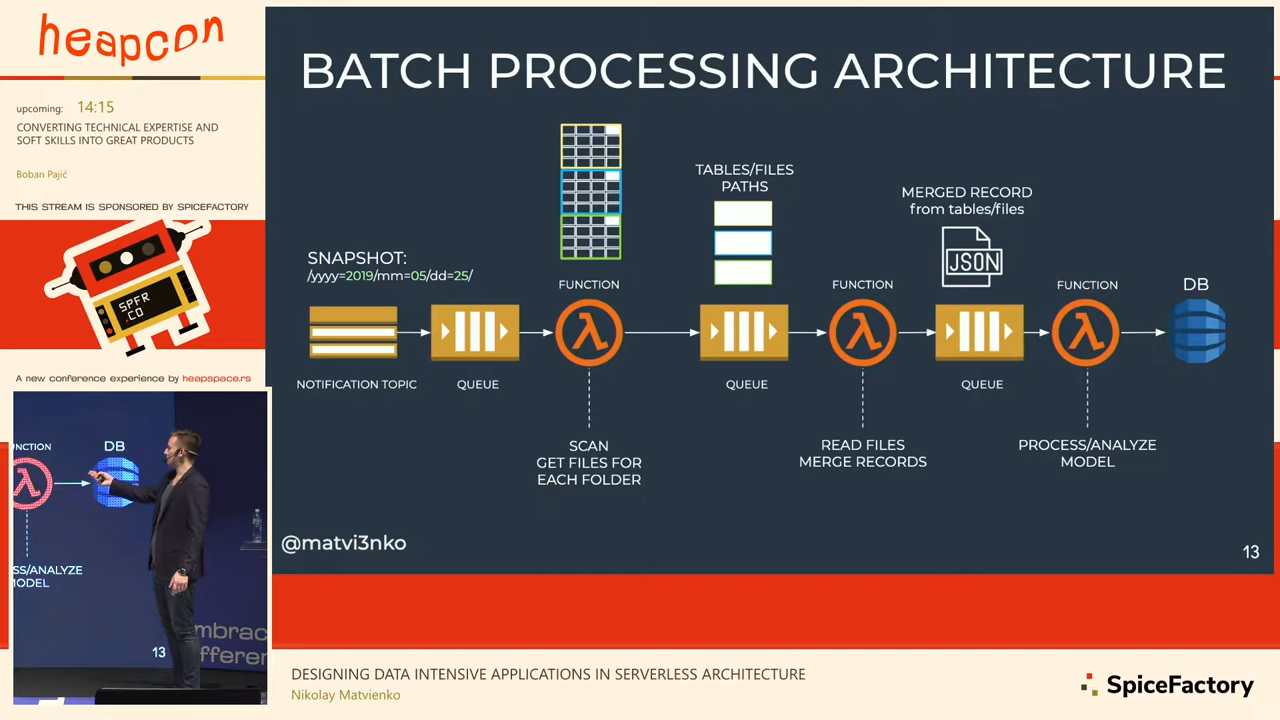 heapcon
upcoming: 14:15
CONVERTING TECHNICAL EXPERTISE AND
SOFT SKILLS INTO GREAT PRODUCTS
Boban Pajić
THIS STREAM IS SPONSORED BY SPICEFACTORY
SPFR
.CO
A new conference experience by heapspace.rs
BATCH PROCESSING ARCHITECTURE
SNAPSHOT:
/yyyy=2019/mm=05/dd=25/
TABLES/FILES
PATHS
MERGED RECORD
from tables/files
JSON
FUNCTION
FUNCTION
FUNCTION
DB
λ
λ
λ
NOTIFICATION TOPIC
QUEUE
QUEUE
QUEUE
SCAN
GET FILES FOR
EACH FOLDER
READ FILES
MERGE RECORDS
PROCESS/ANALYZE
MODEL
@matvi3nko
13
NCTION
DB
λ
SS/ANALYZE
MODEL
13
mbrac
fferen
DESIGNING DATA INTENSIVE APPLICATIONS IN SERVERLESS ARCHITECTURE
Nikolay Matvienko
SpiceFactory